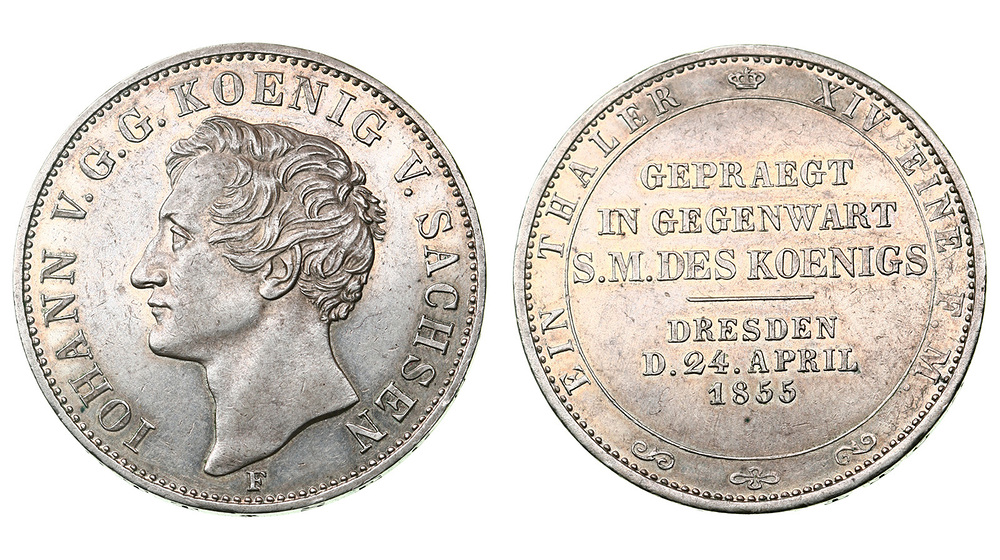 IOHANN V.G.G. KOENIG V. SACHSEN
F
EIN THALER XIV EINE F. M.
GEPRAEGT
IN GEGENWART
S.M.DES KOENIGS
DRESDEN
D. 24. APRIL
1855